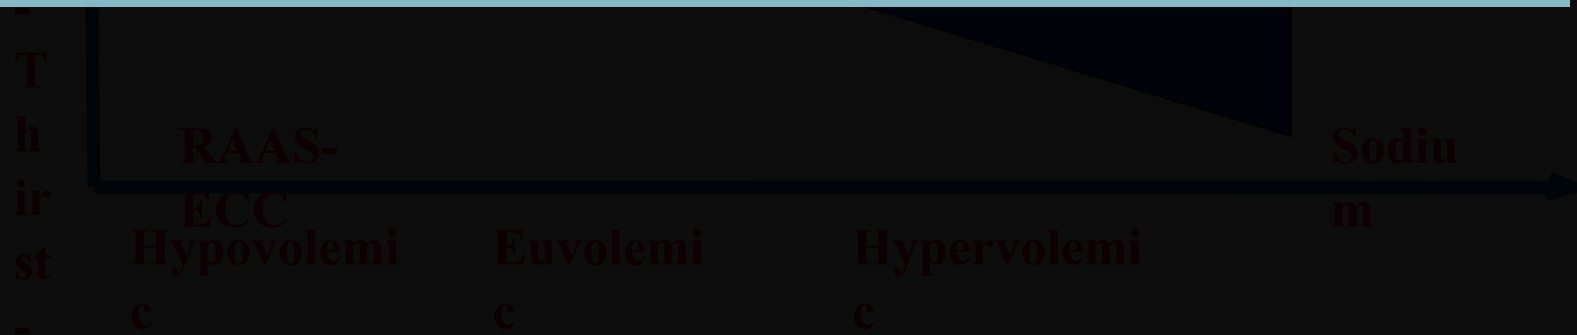 -
T
h
ir
st
-
RAAS-
ECC
Sodiu
m
Hypovolemi
c
Euvolemi
c
Hypervolemi
c